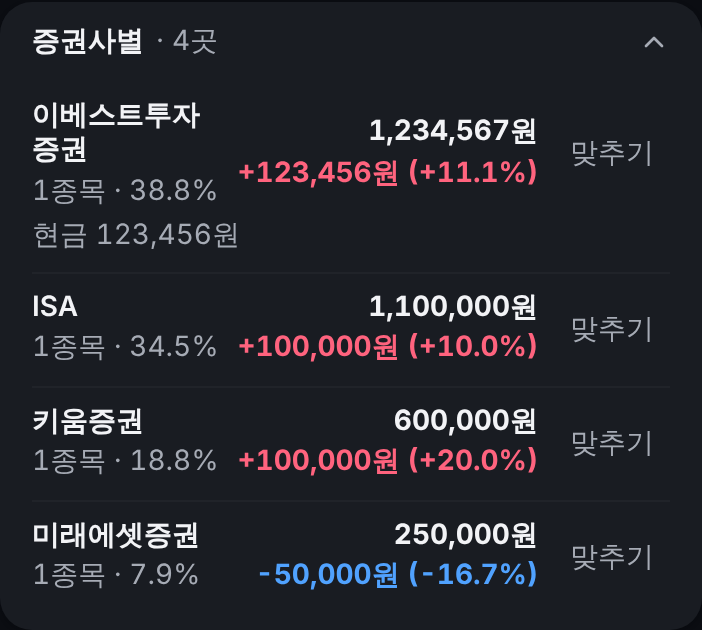 증권사별 · 4곳
이베스트투자
증권
1,234,567원
+123,456원 (+11.1%)
맞추기
1종목 · 38.8%
현금 123,456원
ISA
1,100,000원
맞추기
1종목 · 34.5%
+100,000원 (+10.0%)
키움증권
600,000원
맞추기
1종목 · 18.8%
+100,000원 (+20.0%)
미래에셋증권
250,000원
맞추기
1종목 · 7.9%
-50,000원 (-16.7%)